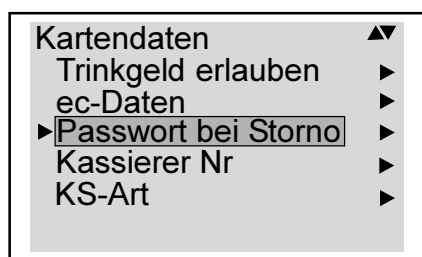 Kartendaten
Trinkgeld erlauben
ec-Daten
Passwort bei Storno
Kassierer Nr
KS-Art